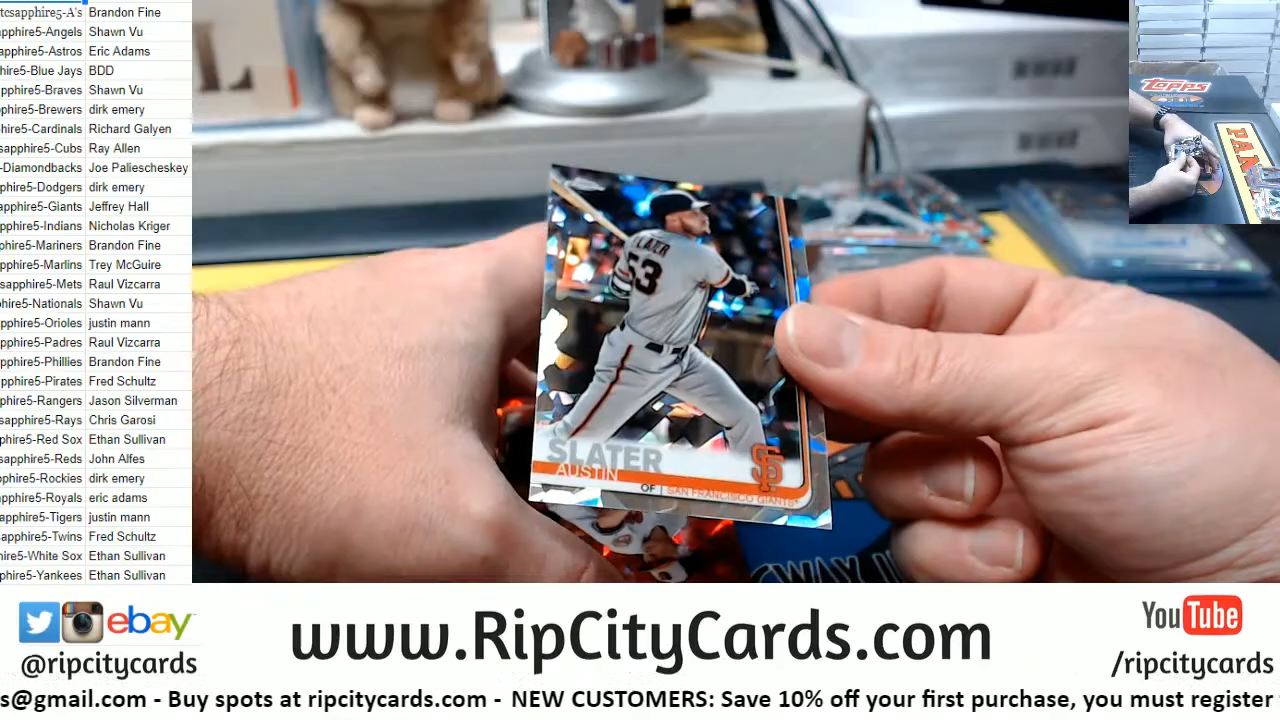 tcsapphire5-A's Brandon Fine
apphire5-Angels Shawn Vu
apphire5-Astros Eric Adams
hire5-Blue Jays BDD
pphire5-Braves Shawn Vu
phire5-Brewers dirk emery
hire5-Cardinals Richard Galyen
sapphire5-Cubs Ray Allen
-Diamondbacks Joe Paliescheskey
phire5-Dodgers dirk emery
apphire5-Giants Jeffrey Hall
apphire5-Indians Nicholas Kriger
phire5-Mariners Brandon Fine
pphire5-Marlins Trey McGuire
sapphire5-Mets Raul Vizcarra
hire5-Nationals Shawn Vu
pphire5-Orioles justin mann
apphire5-Padres Raul Vizcarra
pphire5-Phillies Brandon Fine
pphire5-Pirates Fred Schultz
phire5-Rangers Jason Silverman
sapphire5-Rays Chris Garosi
phire5-Red Sox Ethan Sullivan
sapphire5-Reds John Alfes
phire5-Rockies dirk emery
apphire5-Royals eric adams
apphire5-Tigers justin mann
apphire5-Twins Fred Schultz
hire5-White Sox Ethan Sullivan
phire5-Yankees Ethan Sullivan
Topps
PAN
SLATER
53
SLATER
AUSTIN
OF | SAN FRANCISCO GIANTS
SF
ebay
@ripcitycards
www.RipCityCards.com
YouTube
/ripcitycards
s@gmail.com - Buy spots at ripcitycards.com - NEW CUSTOMERS: Save 10% off your first purchase, you must register